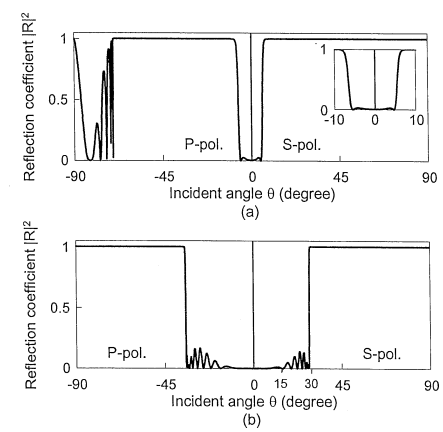 Reflection coefficient |R|²
1
0.5
0
P-pol.
S-pol.
1
0
-10
0
10
-90
-45
0
45
90
Incident angle θ (degree)
(a)
Reflection coefficient |R|²
1
0.5
0
P-pol.
S-pol.
-90
-45
0
15
30
45
90
Incident angle θ (degree)
(b)